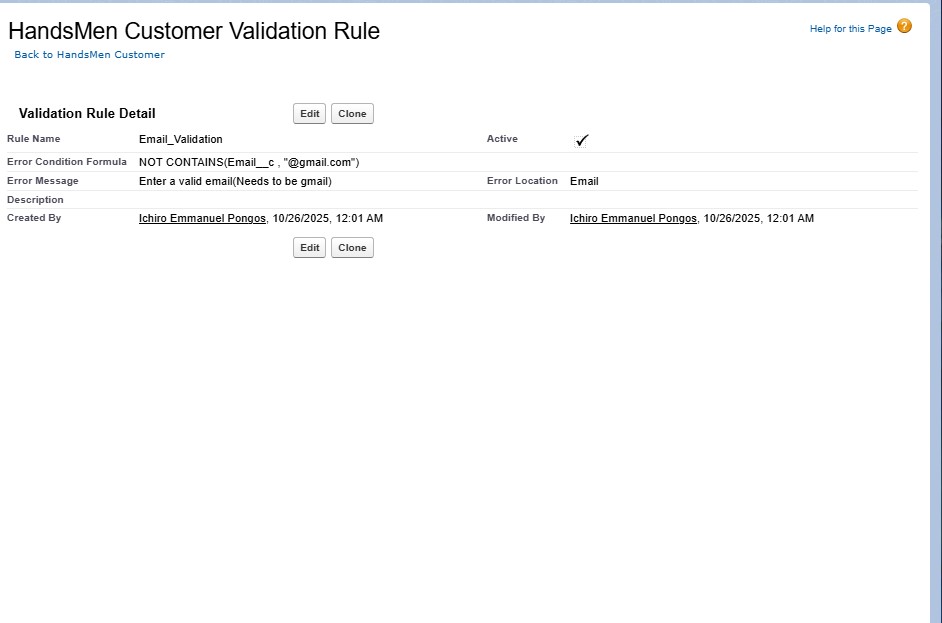 HandsMen Customer Validation Rule
Help for this Page ?
Back to HandsMen Customer
Validation Rule Detail Edit Clone
Rule Name Email_Validation Active
Error Condition Formula NOT CONTAINS(Email__c , "@gmail.com")
Error Message Enter a valid email(Needs to be gmail) Error Location Email
Description
Created By Ichiro Emmanuel Pongos, 10/26/2025, 12:01 AM Modified By Ichiro Emmanuel Pongos, 10/26/2025, 12:01 AM
Edit Clone